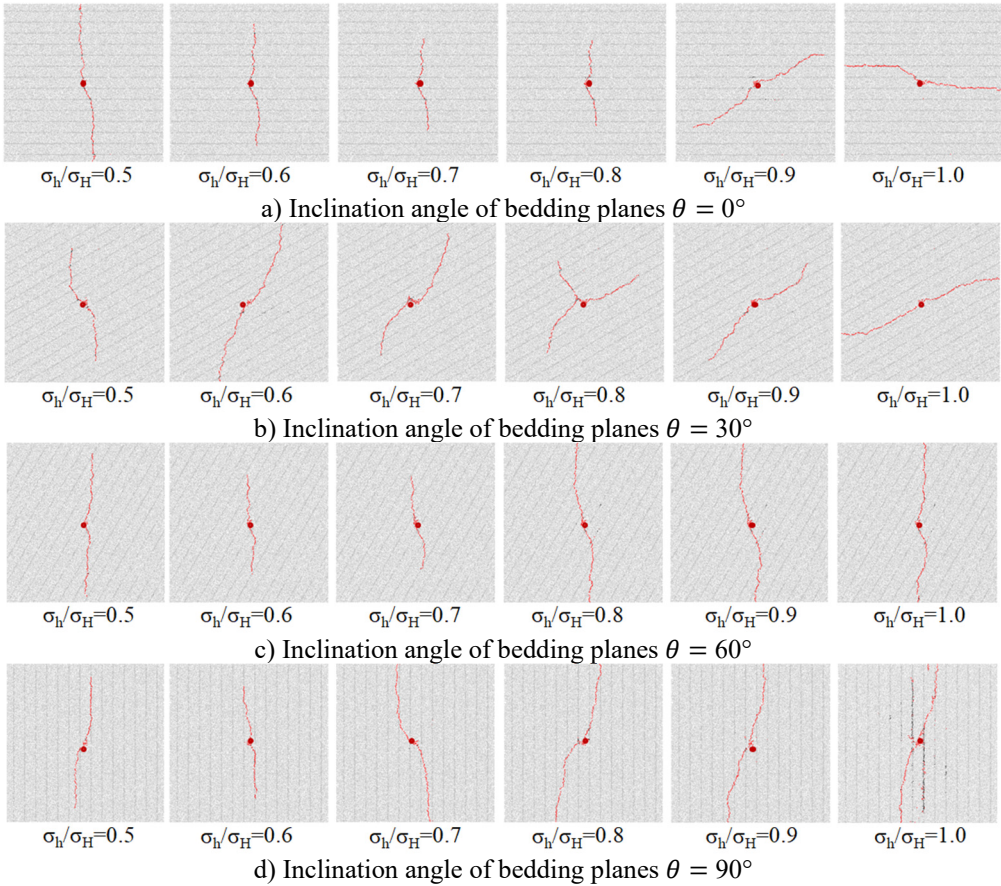 σh/σH=0.5 σh/σH=0.6 σh/σH=0.7 σh/σH=0.8 σh/σH=0.9 σh/σH=1.0
a) Inclination angle of bedding planes θ = 0°
σh/σH=0.5 σh/σH=0.6 σh/σH=0.7 σh/σH=0.8 σh/σH=0.9 σh/σH=1.0
b) Inclination angle of bedding planes θ = 30°
σh/σH=0.5 σh/σH=0.6 σh/σH=0.7 σh/σH=0.8 σh/σH=0.9 σh/σH=1.0
c) Inclination angle of bedding planes θ = 60°
σh/σH=0.5 σh/σH=0.6 σh/σH=0.7 σh/σH=0.8 σh/σH=0.9 σh/σH=1.0
d) Inclination angle of bedding planes θ = 90°